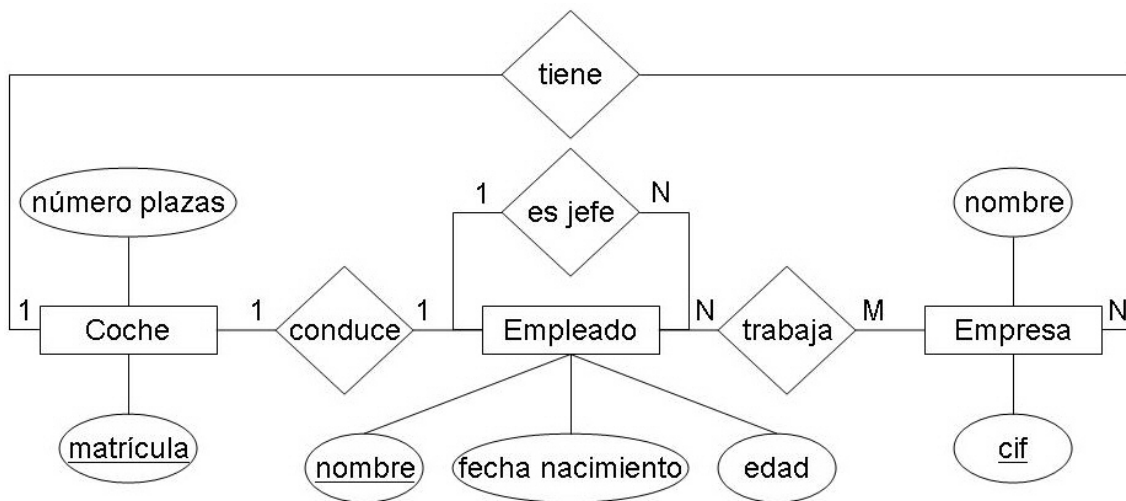 tiene
número plazas
1
es jefe
N
nombre
1
Coche
1
conduce
1
Empleado
N
trabaja
M
Empresa
N
matrícula
nombre
fecha nacimiento
edad
cif